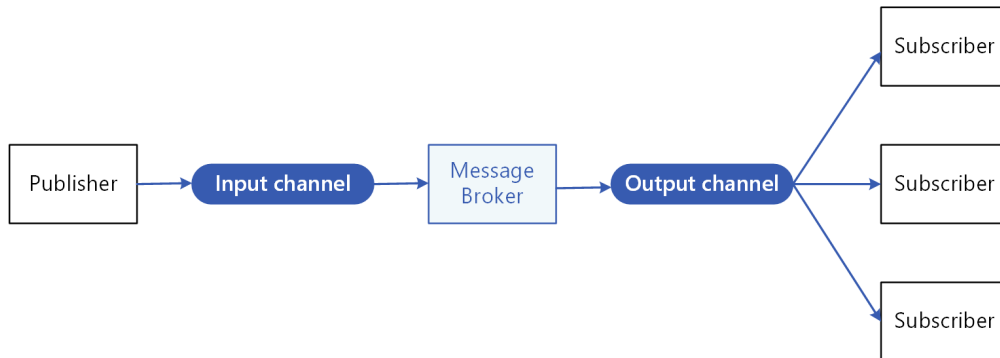 Subscriber
Publisher
Input channel
Message
Broker
Output channel
Subscriber
Subscriber